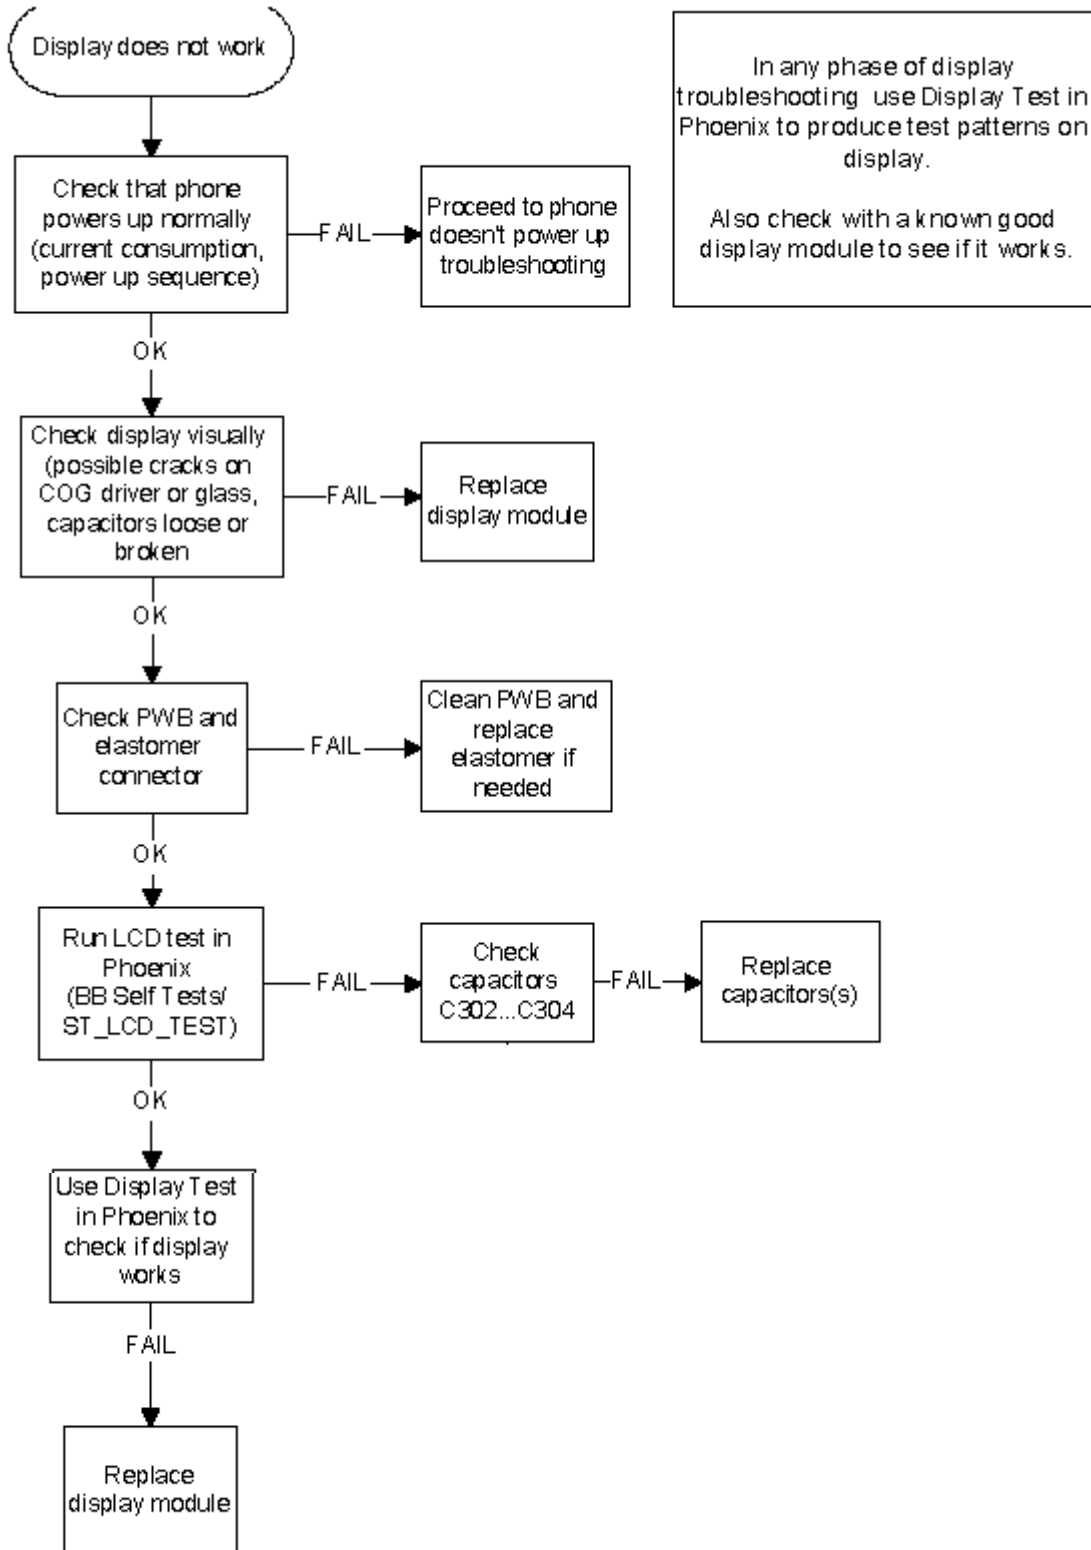 Display does not work
In any phase of display
troubleshooting use Display Test in
Phoenix to produce test patterns on
display.
Also check with a known good
display module to see if it works.
Check that phone
powers up normally
(current consumption,
power up sequence)
FAIL
Proceed to phone
doesn't power up
troubleshooting
OK
Check display visually
(possible cracks on
COG driver or glass,
capacitors loose or
broken
FAIL
Replace
display module
OK
Check PWB and
elastomer
connector
FAIL
Clean PWB and
replace
elastomer if
needed
OK
Run LCD test in
Phoenix
(BB Self Tests/
ST_LCD_TEST)
FAIL
Check
capacitors
C302...C304
FAIL
Replace
capacitors(s)
OK
Use Display Test
in Phoenix to
check if display
works
FAIL
Replace
display module